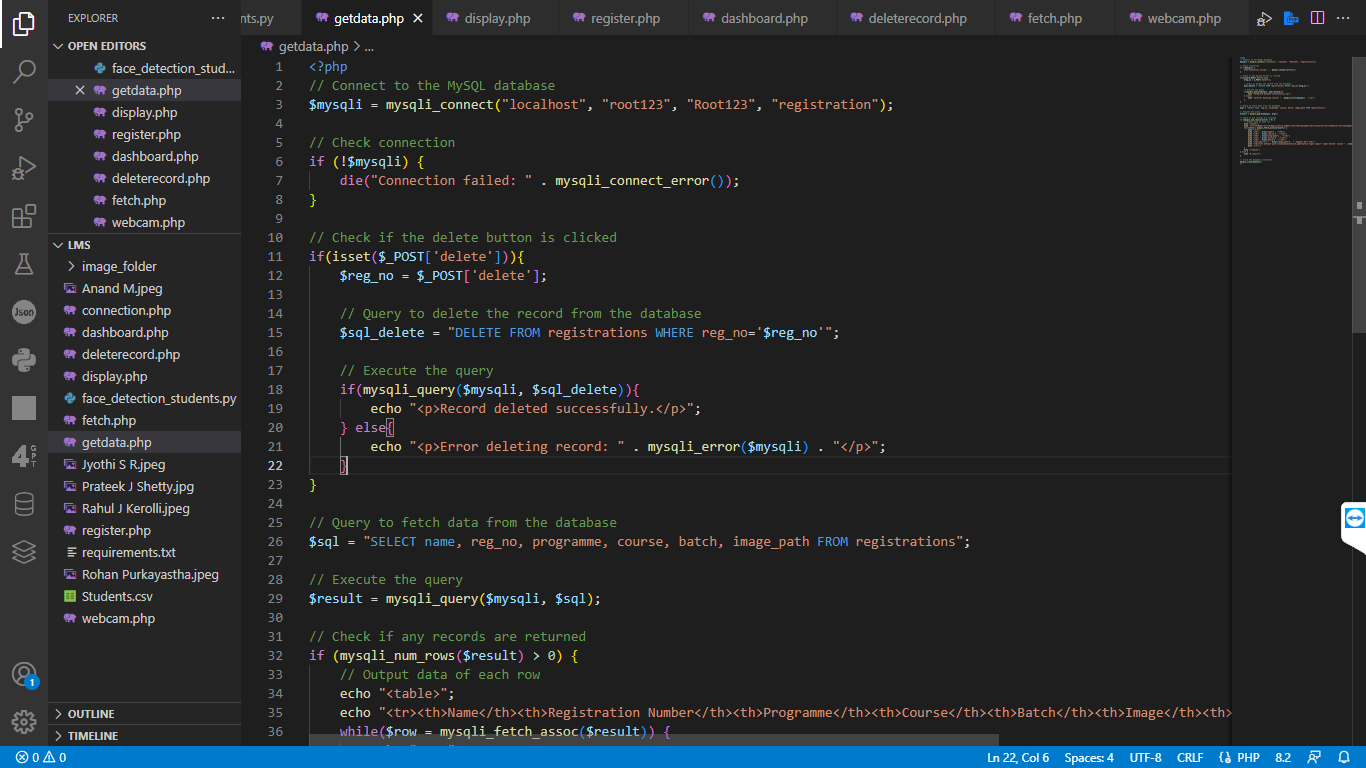 EXPLORER
nts.py
getdata.php
display.php
register.php
dashboard.php
deleterecord.php
fetch.php
webcam.php
OPEN EDITORS
face_detection_stud...
getdata.php
display.php
register.php
dashboard.php
deleterecord.php
fetch.php
webcam.php
LMS
image_folder
Anand M.jpeg
connection.php
dashboard.php
deleterecord.php
display.php
face_detection_students.py
fetch.php
getdata.php
Jyothi S R.jpeg
Prateek J Shetty.jpg
Rahul J Kerolli.jpeg
register.php
requirements.txt
Rohan Purkayastha.jpeg
Students.csv
webcam.php
OUTLINE
TIMELINE
Json
4 GPT
1
getdata.php > ...
1 <?php
2 // Connect to the MySQL database
3 $mysqli = mysqli_connect("localhost", "root123", "Root123", "registration");
4
5 // Check connection
6 if (!$mysqli) {
7 die("Connection failed: " . mysqli_connect_error());
8 }
9
10 // Check if the delete button is clicked
11 if(isset($_POST['delete'])){
12 $reg_no = $_POST['delete'];
13
14 // Query to delete the record from the database
15 $sql_delete = "DELETE FROM registrations WHERE reg_no='$reg_no'";
16
17 // Execute the query
18 if(mysqli_query($mysqli, $sql_delete)){
19 echo "<p>Record deleted successfully.</p>";
20 } else{
21 echo "<p>Error deleting record: " . mysqli_error($mysqli) . "</p>";
22 }
23 }
24
25 // Query to fetch data from the database
26 $sql = "SELECT name, reg_no, programme, course, batch, image_path FROM registrations";
27
28 // Execute the query
29 $result = mysqli_query($mysqli, $sql);
30
31 // Check if any records are returned
32 if (mysqli_num_rows($result) > 0) {
33 // Output data of each row
34 echo "<table>";
35 echo "<tr><th>Name</th><th>Registration Number</th><th>Programme</th><th>Course</th><th>Batch</th><th>Image</th><th>
36 while($row = mysqli_fetch_assoc($result)) {
0 0
Ln 22, Col 6
Spaces: 4
UTF-8
CRLF
PHP
8.2